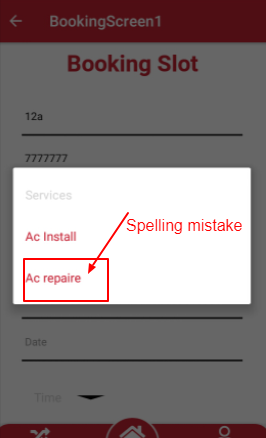 BookingScreen1
Booking Slot
12a
7777777
Services
Ac Install
Spelling mistake
Ac repaire
Date
Time